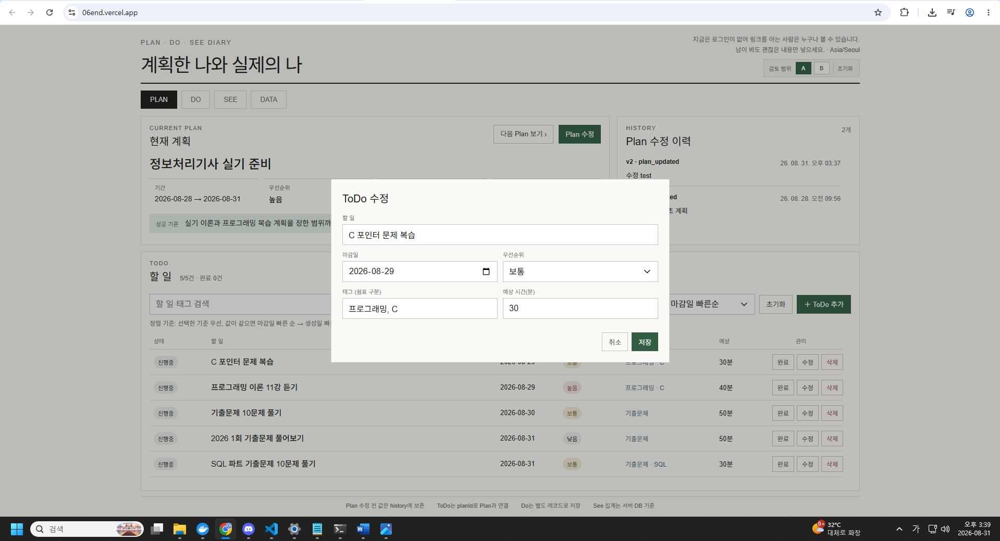 06end.vercel.app
PLAN · DO · SEE DIARY
계획한 나와 실제의 나
지금은 로그인이 없어 링크를 아는 사람은 누구나 볼 수 있습니다.
남이 봐도 괜찮은 내용만 넣으세요. · Asia/Seoul
검토 범위 A B 초기화
PLAN DO SEE DATA
CURRENT PLAN
현재 계획
다음 Plan 보기 › Plan 수정
정보처리기사 실기 준비
기간
2026-08-28 → 2026-08-31
우선순위
높음
성공 기준 실기 이론과 프로그래밍 복습 계획을 정한 범위까
HISTORY
Plan 수정 이력
2개
v2 · plan_updated 26. 08. 31. 오후 03:37
수정 test
ed 26. 08. 28. 오전 09:56
초 계획
ToDo 수정
할 일
C 포인터 문제 복습
마감일 우선순위
2026-08-29 보통
태그 (쉼표 구분) 예상 시간(분)
프로그래밍, C 30
취소 저장
TODO
할 일 5/5건 · 완료 0건
할 일·태그 검색 마감일 빠른순 초기화 + ToDo 추가
정렬 기준: 선택한 기준 우선, 값이 같으면 마감일 빠른 순 → 생성일 빠
상태 할 일 예상 관리
진행중 C 포인터 문제 복습 2026-08-29 보통 프로그래밍 · C 30분 완료 수정 삭제
진행중 프로그래밍 이론 11강 듣기 2026-08-29 높음 프로그래밍 · C 40분 완료 수정 삭제
진행중 기출문제 10문제 풀기 2026-08-30 보통 기출문제 50분 완료 수정 삭제
진행중 2026 1회 기출문제 풀어보기 2026-08-31 낮음 기출문제 50분 완료 수정 삭제
진행중 SQL 파트 기출문제 10문제 풀기 2026-08-31 보통 기출문제 · SQL 30분 완료 수정 삭제
Plan 수정 전 값은 history에 보존 ToDo는 planId로 Plan과 연결 Do는 별도 레코드로 저장 See 집계는 서버 DB 기준
검색
9+
32°C
대체로 화창
가
오후 3:39
2026-08-31